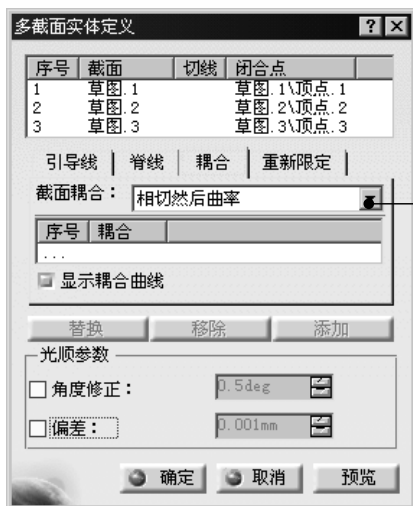 多截面实体定义
序号 截面 切线 闭合点
1 草图.1 草图.1\顶点.1
2 草图.2 草图.2\顶点.2
3 草图.3 草图.3\顶点.3
引导线 脊线 耦合 重新限定
截面耦合： 相切然后曲率
序号 耦合
...
显示耦合曲线
替换 移除 添加
光顺参数
角度修正： 0.5deg
偏差： 0.001mm
确定 取消 预览